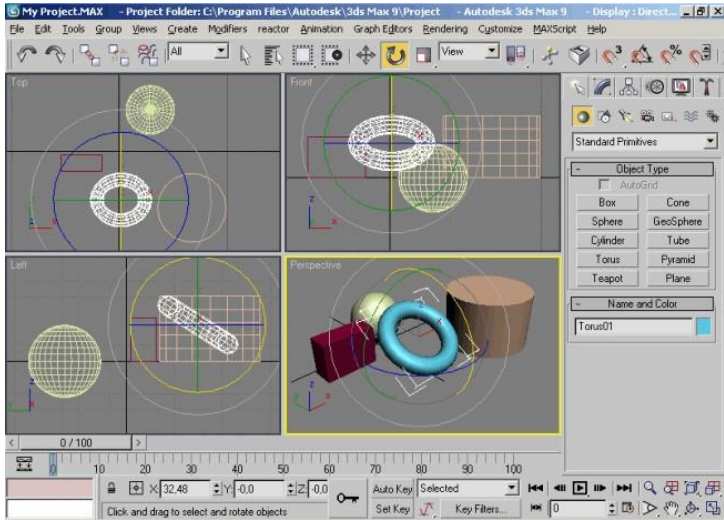 My Project.MAX - Project Folder: C:\Program Files\Autodesk\3ds Max 9\Project - Autodesk 3ds Max 9 - Display : Direct...
File Edit Tools Group Views Create Modifiers reactor Animation Graph Editors Rendering Customize MAXScript Help
All
View
Top
Front
Left
Perspective
Standard Primitives
Object Type
AutoGrid
Box Cone
Sphere GeoSphere
Cylinder Tube
Torus Pyramid
Teapot Plane
Name and Color
Torus01
0 / 100
0 10 20 30 40 50 60 70 80 90 100
X: 32,48 Y: -0,0 Z: -0,0
Auto Key Selected
Click and drag to select and rotate objects
Set Key Key Filters...
0